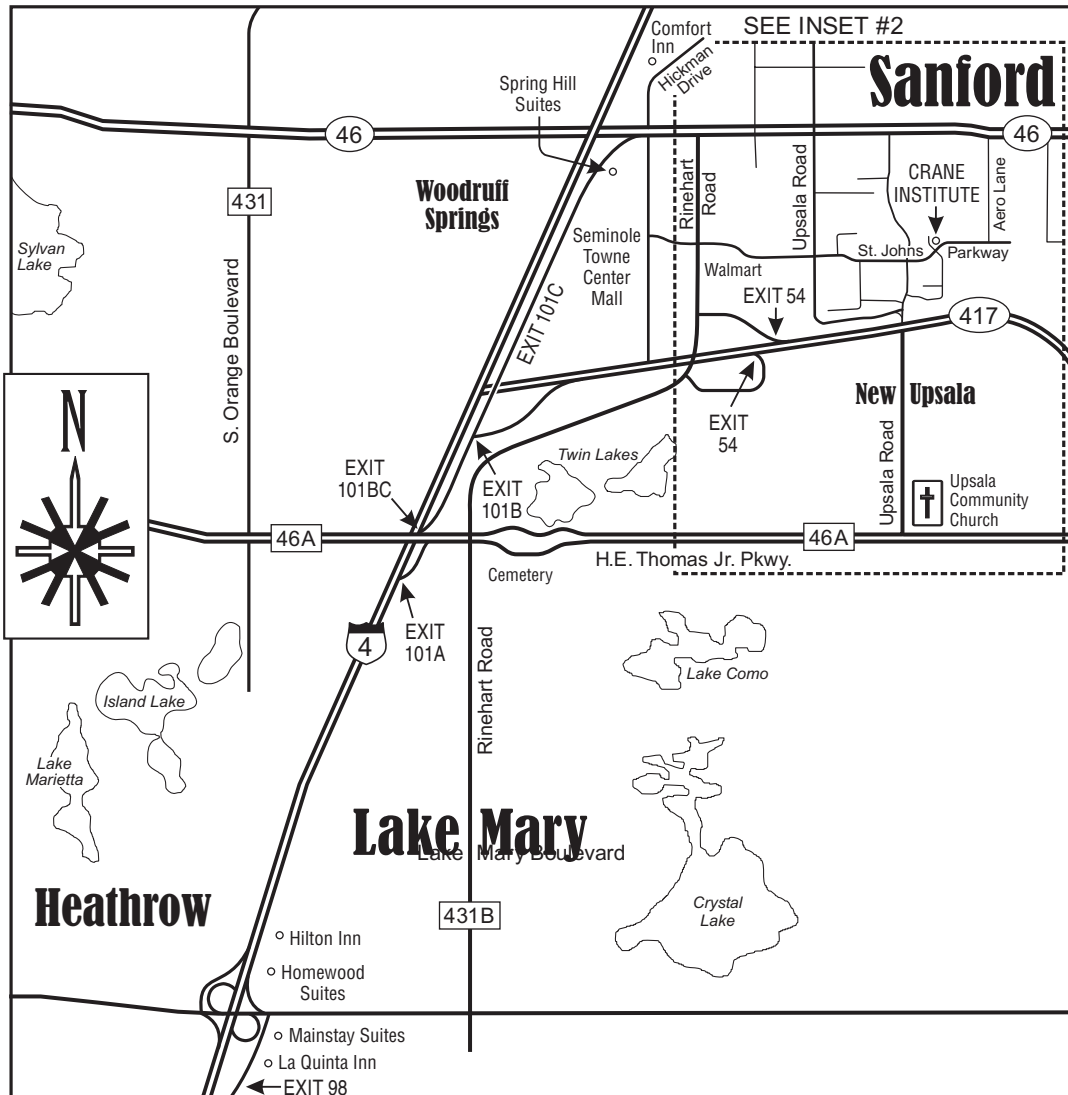 SEE INSET #2
Comfort
Inn
Hickman
Drive
Sanford
Spring Hill
Suites
46
46
Woodruff
Springs
431
Rinehart
Road
Upsala Road
CRANE
INSTITUTE
Aero Lane
Sylvan
Lake
Seminole
Towne
Center
Mall
St. Johns
Parkway
Walmart
EXIT 54
417
EXIT 101C
S. Orange Boulevard
N
New Upsala
EXIT
54
Twin Lakes
EXIT
101BC
EXIT
101B
Upsala Road
Upsala
Community
Church
46A
46A
H.E. Thomas Jr. Pkwy.
Cemetery
4
EXIT
101A
Rinehart Road
Lake Como
Island Lake
Lake
Marietta
Lake Mary
Lake Mary Boulevard
Heathrow
431B
Crystal
Lake
Hilton Inn
Homewood
Suites
Mainstay Suites
La Quinta Inn
EXIT 98